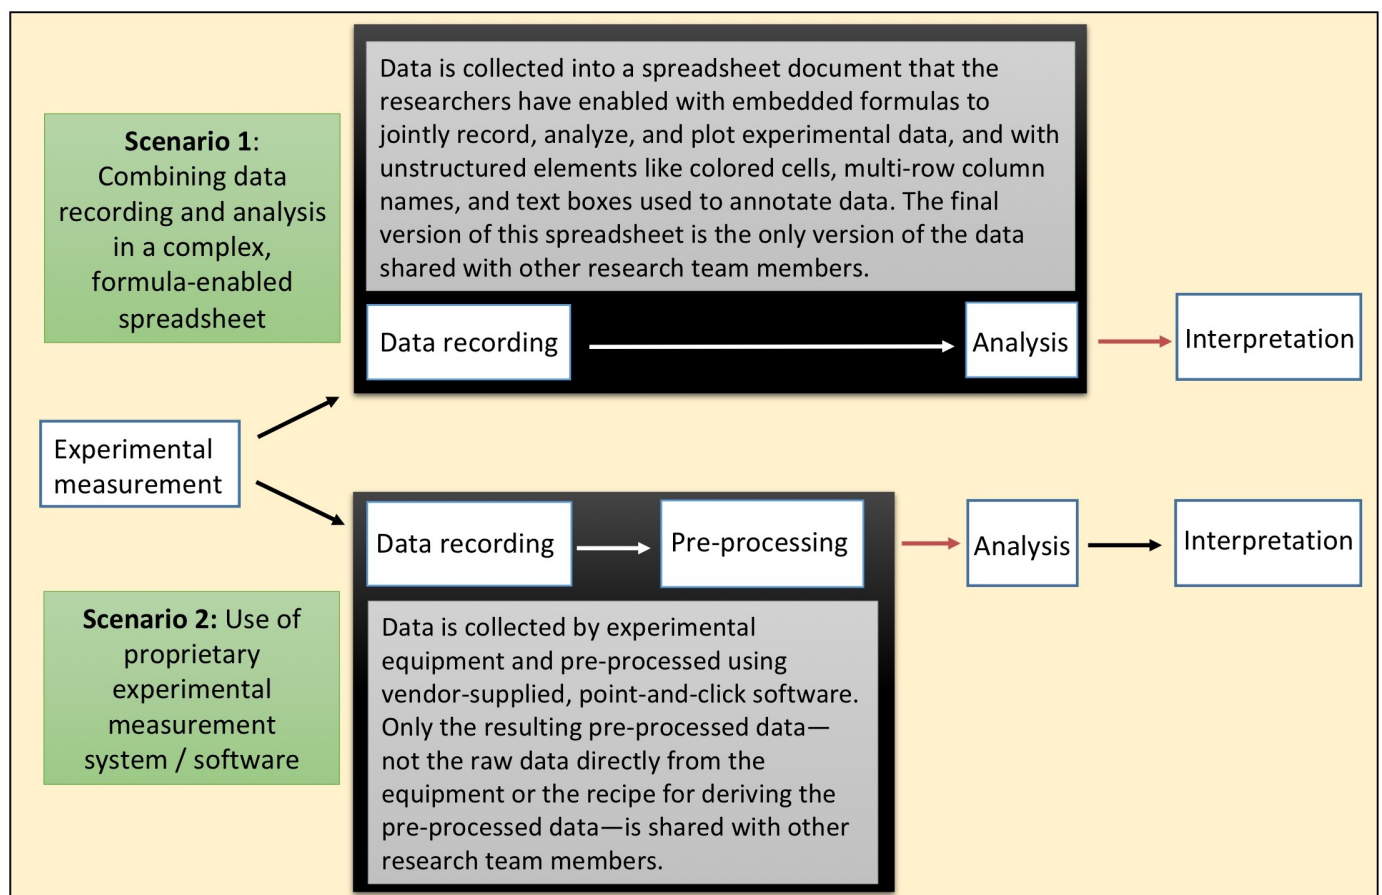 Scenario 1:
Combining data
recording and analysis
in a complex,
formula-enabled
spreadsheet
Data is collected into a spreadsheet document that the
researchers have enabled with embedded formulas to
jointly record, analyze, and plot experimental data, and with
unstructured elements like colored cells, multi-row column
names, and text boxes used to annotate data. The final
version of this spreadsheet is the only version of the data
shared with other research team members.
Data recording
Analysis
Interpretation
Experimental
measurement
Data recording
Pre-processing
Analysis
Interpretation
Scenario 2: Use of
proprietary
experimental
measurement
system / software
Data is collected by experimental
equipment and pre-processed using
vendor-supplied, point-and-click software.
Only the resulting pre-processed data—
not the raw data directly from the
equipment or the recipe for deriving the
pre-processed data—is shared with other
research team members.